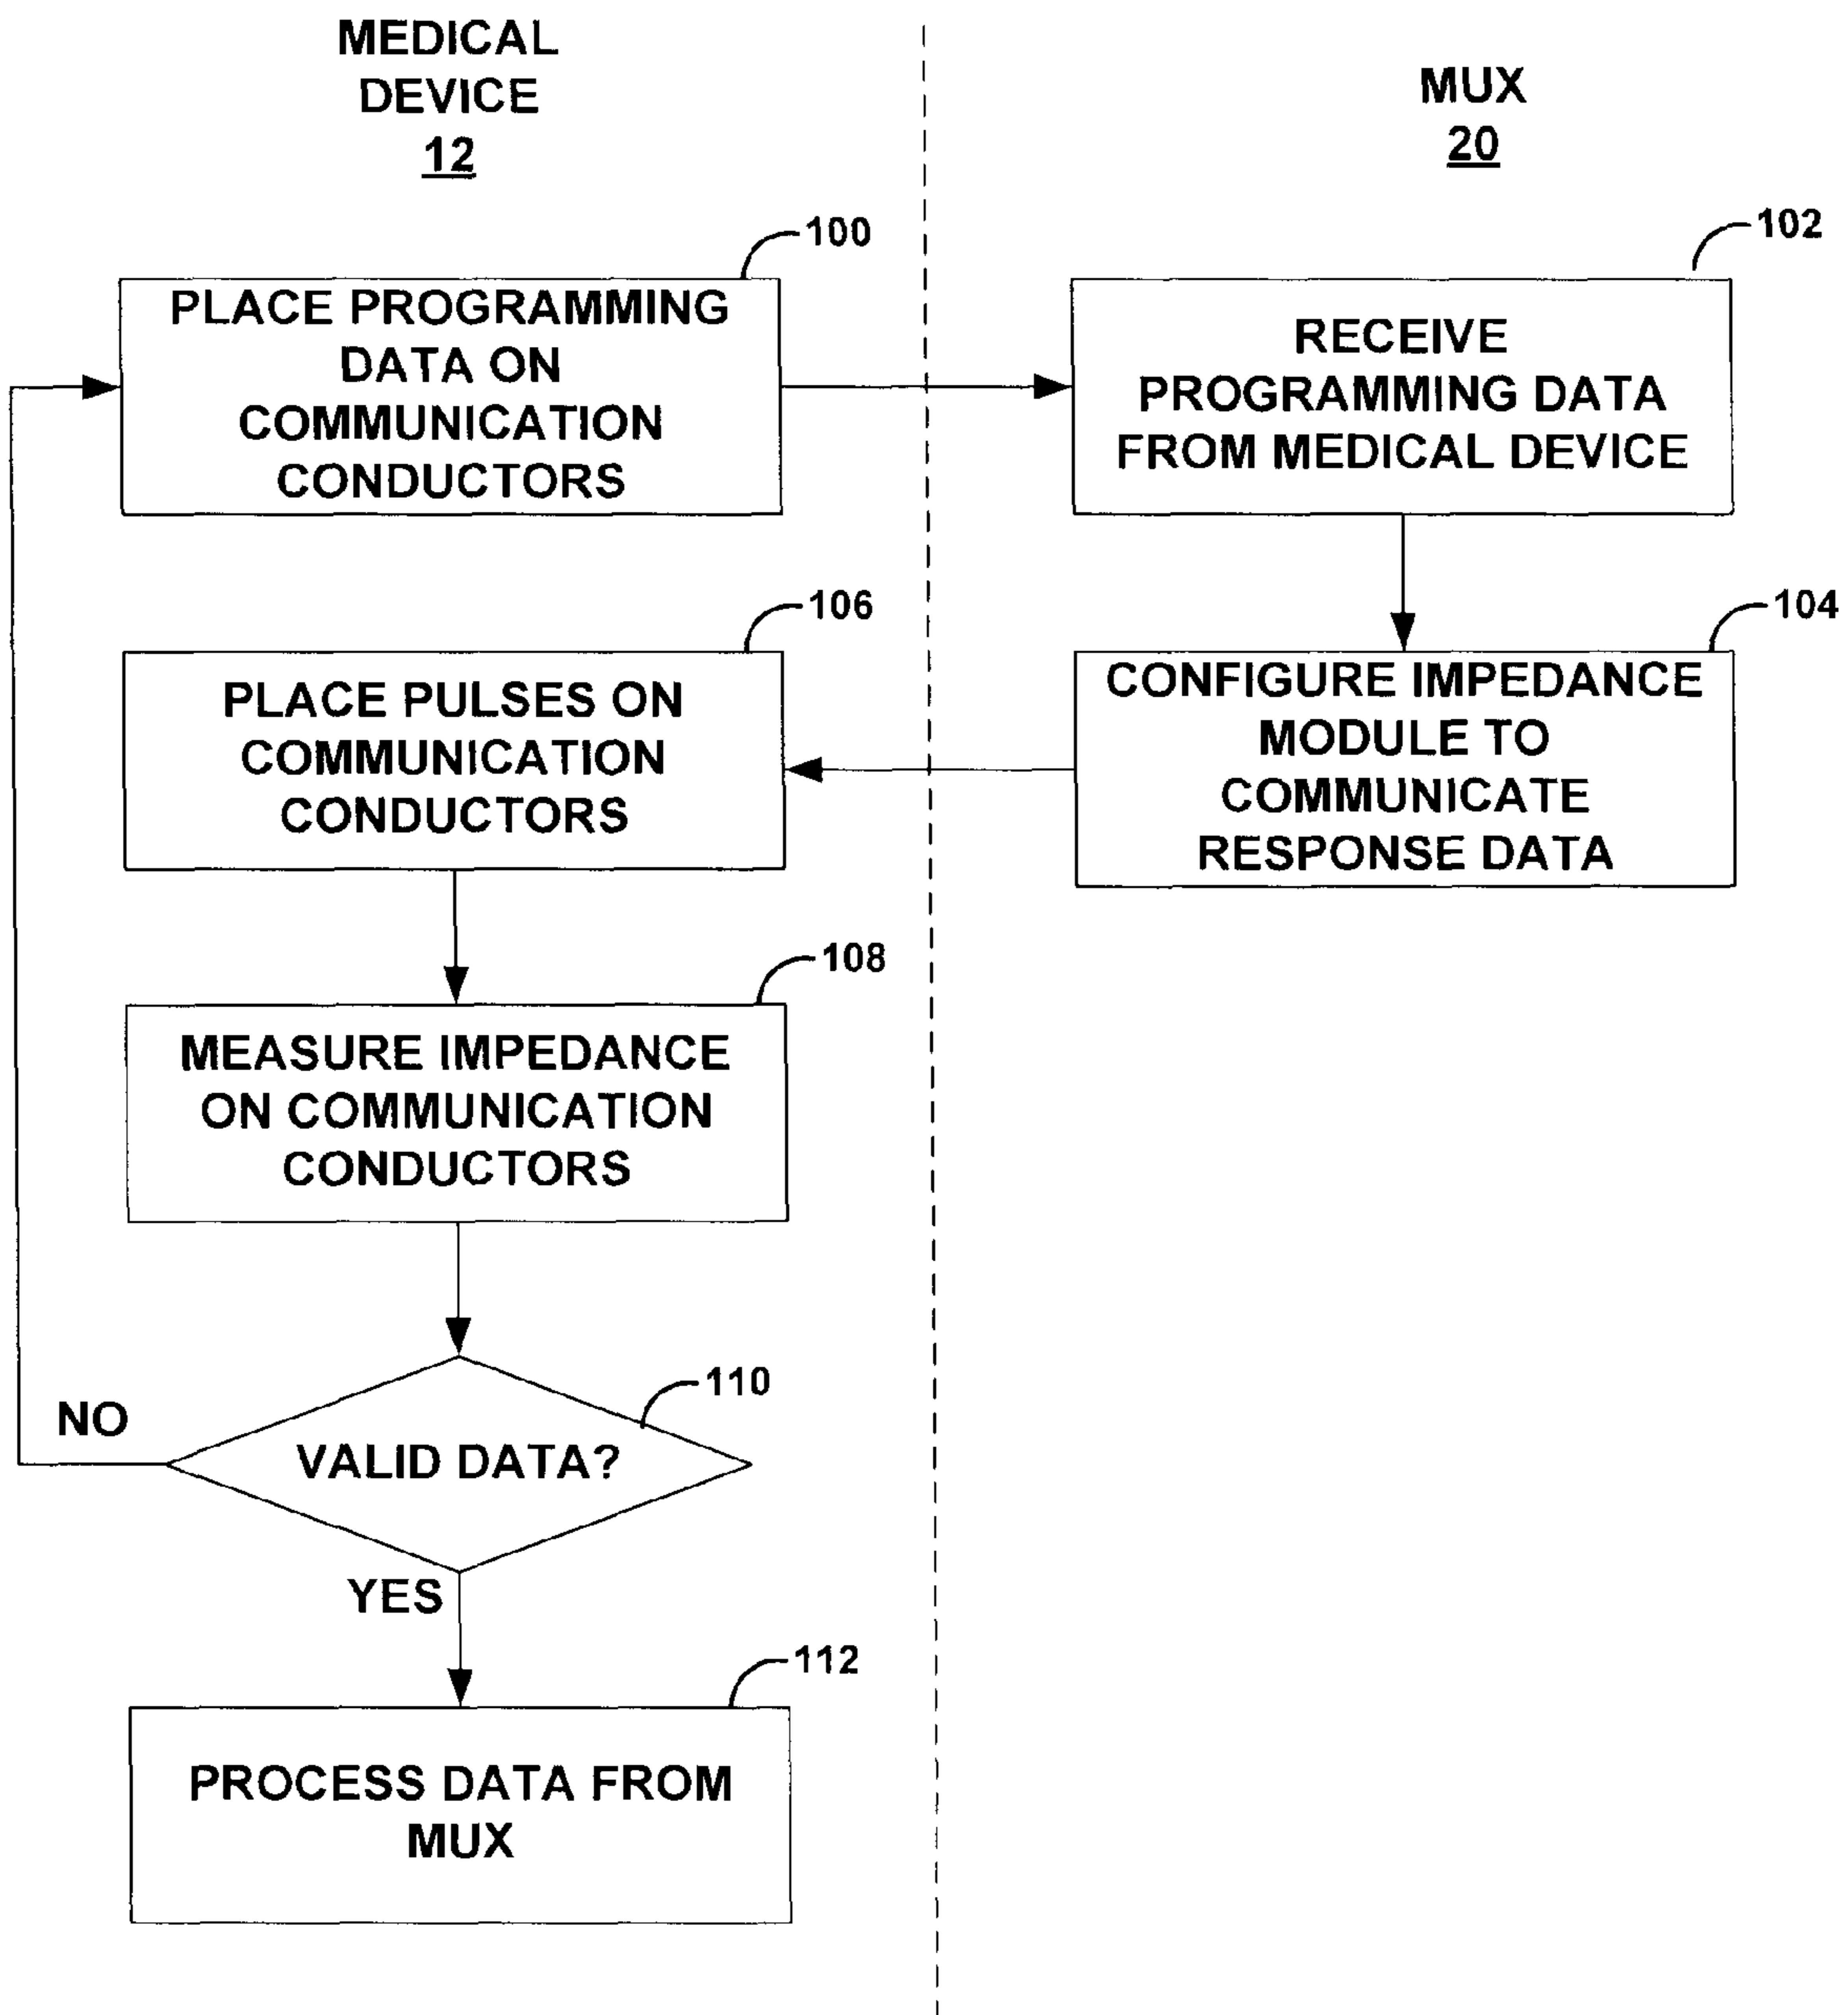 MEDICAL
DEVICE
12
MUX
20
100
PLACE PROGRAMMING
DATA ON
COMMUNICATION
CONDUCTORS
102
RECEIVE
PROGRAMMING DATA
FROM MEDICAL DEVICE
106
PLACE PULSES ON
COMMUNICATION
CONDUCTORS
104
CONFIGURE IMPEDANCE
MODULE TO
COMMUNICATE
RESPONSE DATA
108
MEASURE IMPEDANCE
ON COMMUNICATION
CONDUCTORS
110
NO
VALID DATA?
YES
112
PROCESS DATA FROM
MUX